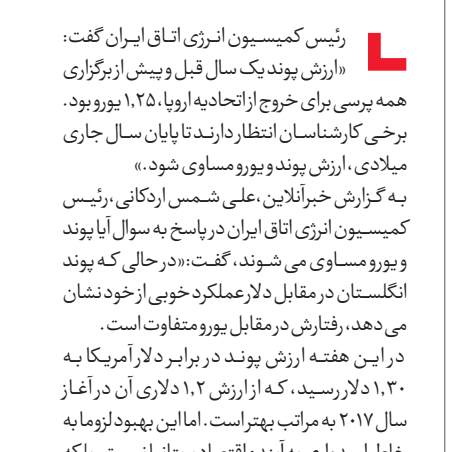 رئیس کمیسیون انرژی اتاق ایران گفت:
«ارزش پوند یک سال قبل و پیش از برگزاری
همه پرسی برای خروج از اتحادیه اروپا، ۱,۲۵ یورو بود.
برخی کارشناسان انتظار دارند تا پایان سال جاری
میلادی، ارزش پوند و یورو مساوی شود.»
به گزارش خبرآنلاین، علی شمس اردکانی، رئیس
کمیسیون انرژی اتاق ایران در پاسخ به سوال آیا پوند
و یورو مساوی می شوند، گفت: «در حالی که پوند
انگلستان در مقابل دلار عملکرد خوبی از خود نشان
می دهد، رفتارش در مقابل یورو متفاوت است.
در این هفته ارزش پوند در برابر دلار آمریکا به
۱,۳۰ دلار رسید، که از ارزش ۱,۲ دلاری آن در آغاز
سال ۲۰۱۷ به مراتب بهتر است. اما این بهبود لزوما به